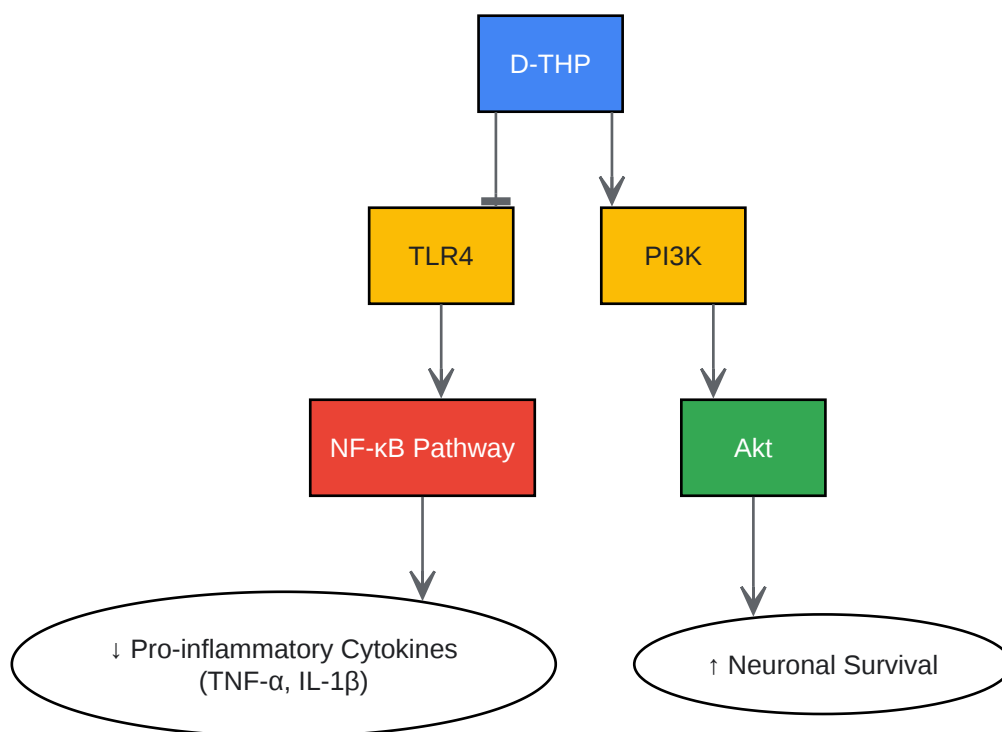 D-THP
TLR4
PI3K
NF-κB Pathway
Akt
↓ Pro-inflammatory Cytokines
(TNF-α, IL-1β)
↑ Neuronal Survival